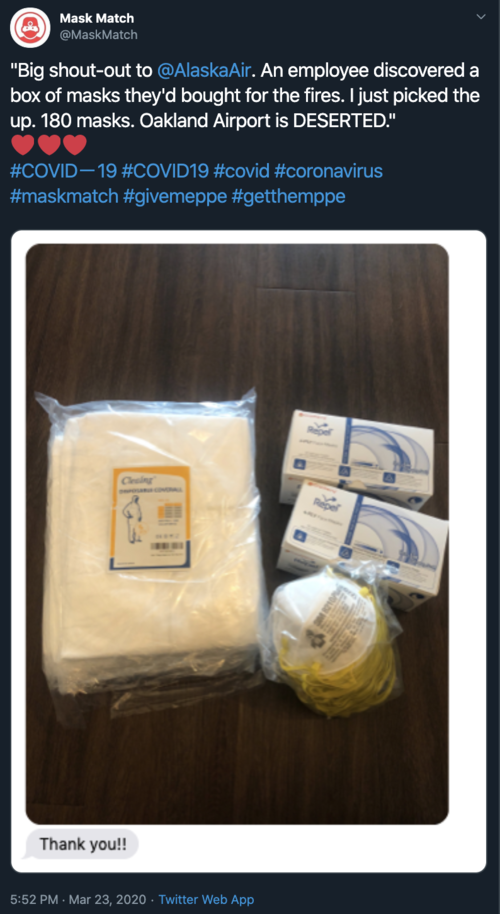 Mask Match
@MaskMatch
"Big shout-out to @AlaskaAir. An employee discovered a
box of masks they'd bought for the fires. I just picked the
up. 180 masks. Oakland Airport is DESERTED."
❤️❤️❤️
#COVID—19 #COVID19 #covid #coronavirus
#maskmatch #givemeppe #getthemppe
DISPOSABLE COVERALL
Repel
Repel
Thank you!!
5:52 PM · Mar 23, 2020 · Twitter Web App